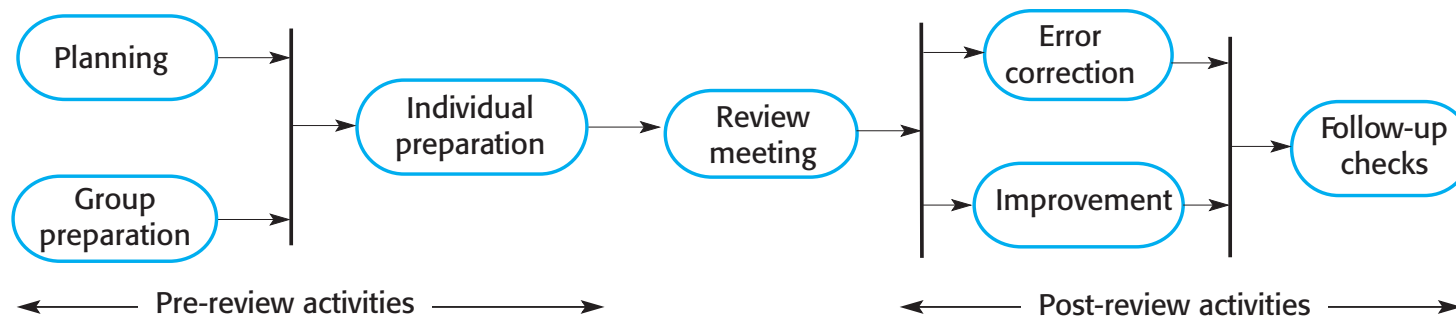 Planning
Group
preparation
Individual
preparation
Review
meeting
Error
correction
Improvement
Follow-up
checks
Pre-review activities
Post-review activities